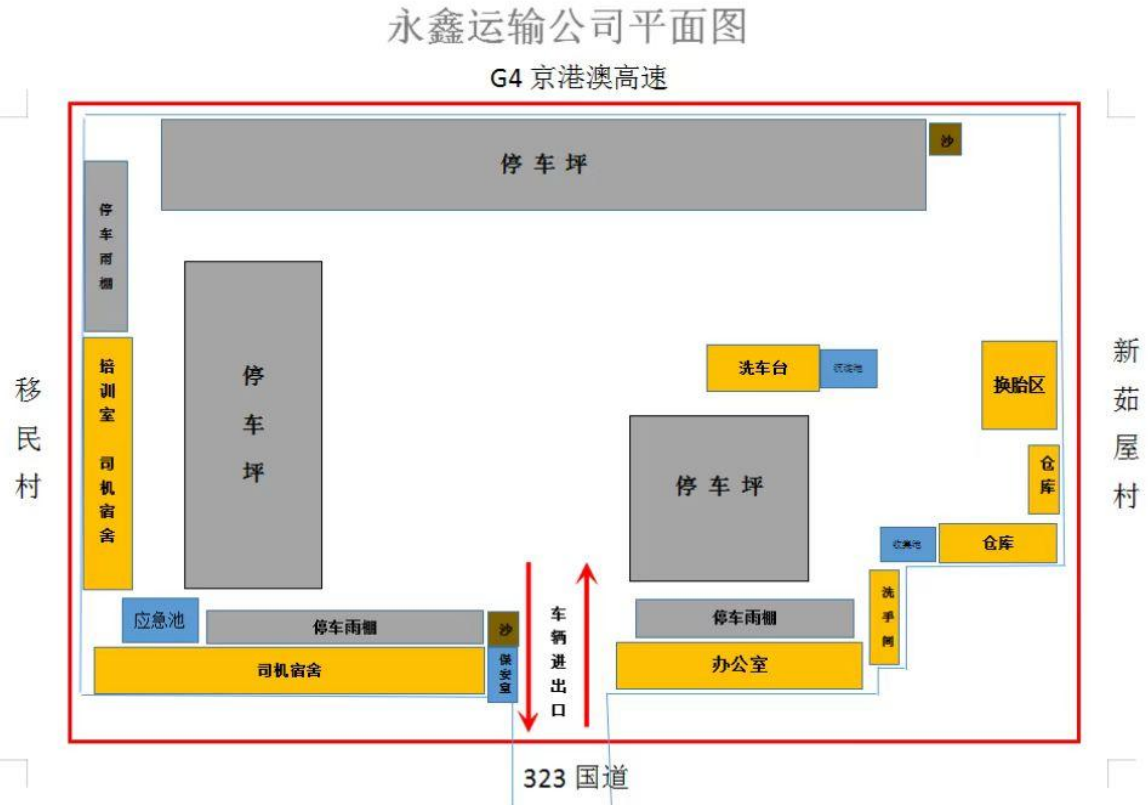 永鑫运输公司平面图
G4 京港澳高速
停车坪
沙
停车雨棚
培训室 司机宿舍
停车坪
洗车台
换胎区
移民村
新茹屋村
停车坪
仓库
收集池
仓库
应急池
停车雨棚
沙
车辆进出口
停车雨棚
洗手间
司机宿舍
保安室
办公室
323 国道